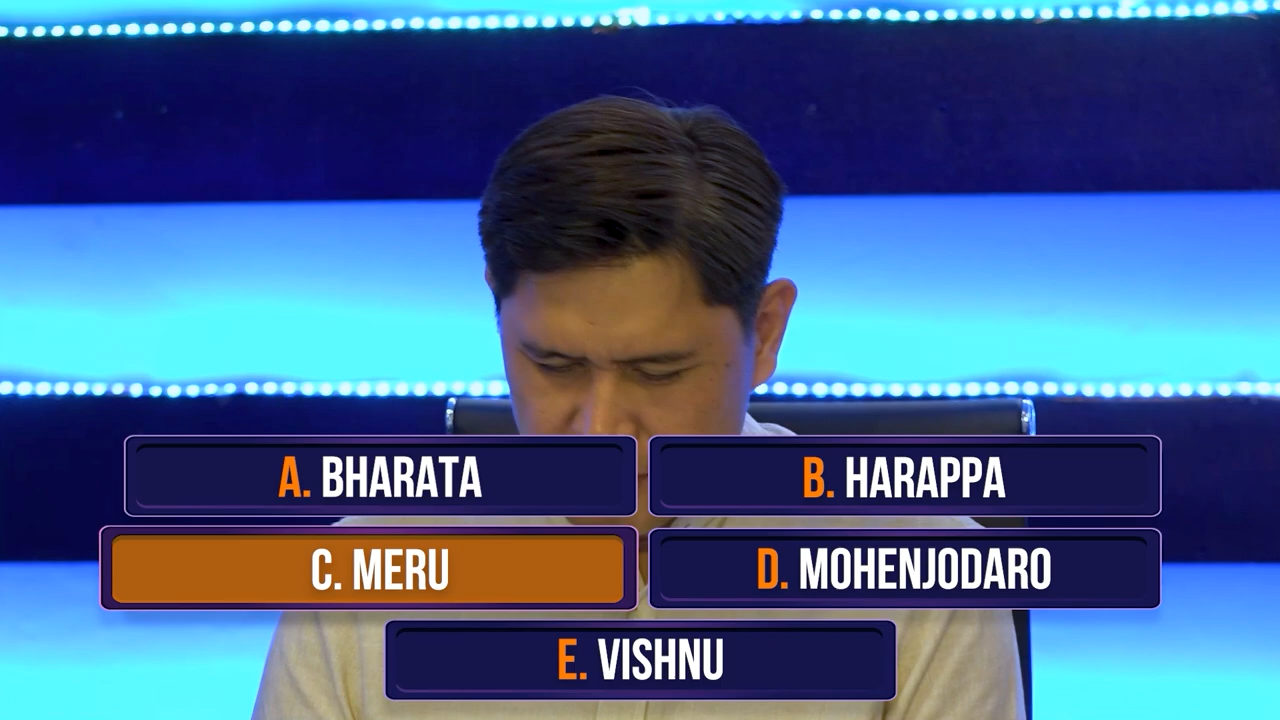 A. BHARATA
B. HARAPPA
C. MERU
D. MOHENJODARO
E. VISHNU